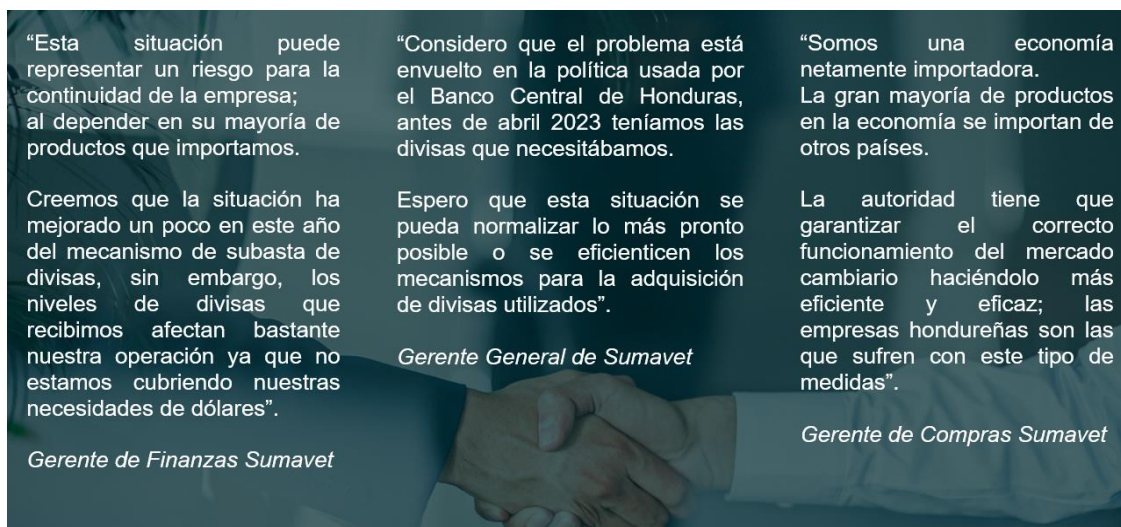 “Esta situación puede
representar un riesgo para la
continuidad de la empresa;
al depender en su mayoría de
productos que importamos.
Creemos que la situación ha
mejorado un poco en este año
del mecanismo de subasta de
divisas, sin embargo, los
niveles de divisas que
recibimos afectan bastante
nuestra operación ya que no
estamos cubriendo nuestras
necesidades de dólares”.
Gerente de Finanzas Sumavet
“Considero que el problema está
envuelto en la política usada por
el Banco Central de Honduras,
antes de abril 2023 teníamos las
divisas que necesitábamos.
Espero que esta situación se
pueda normalizar lo más pronto
posible o se eficienticen los
mecanismos para la adquisición
de divisas utilizados”.
Gerente General de Sumavet
“Somos una economía
netamente importadora.
La gran mayoría de productos
en la economía se importan de
otros países.
La autoridad tiene que
garantizar el correcto
funcionamiento del mercado
cambiario haciéndolo más
eficiente y eficaz; las
empresas hondureñas son las
que sufren con este tipo de
medidas”.
Gerente de Compras Sumavet